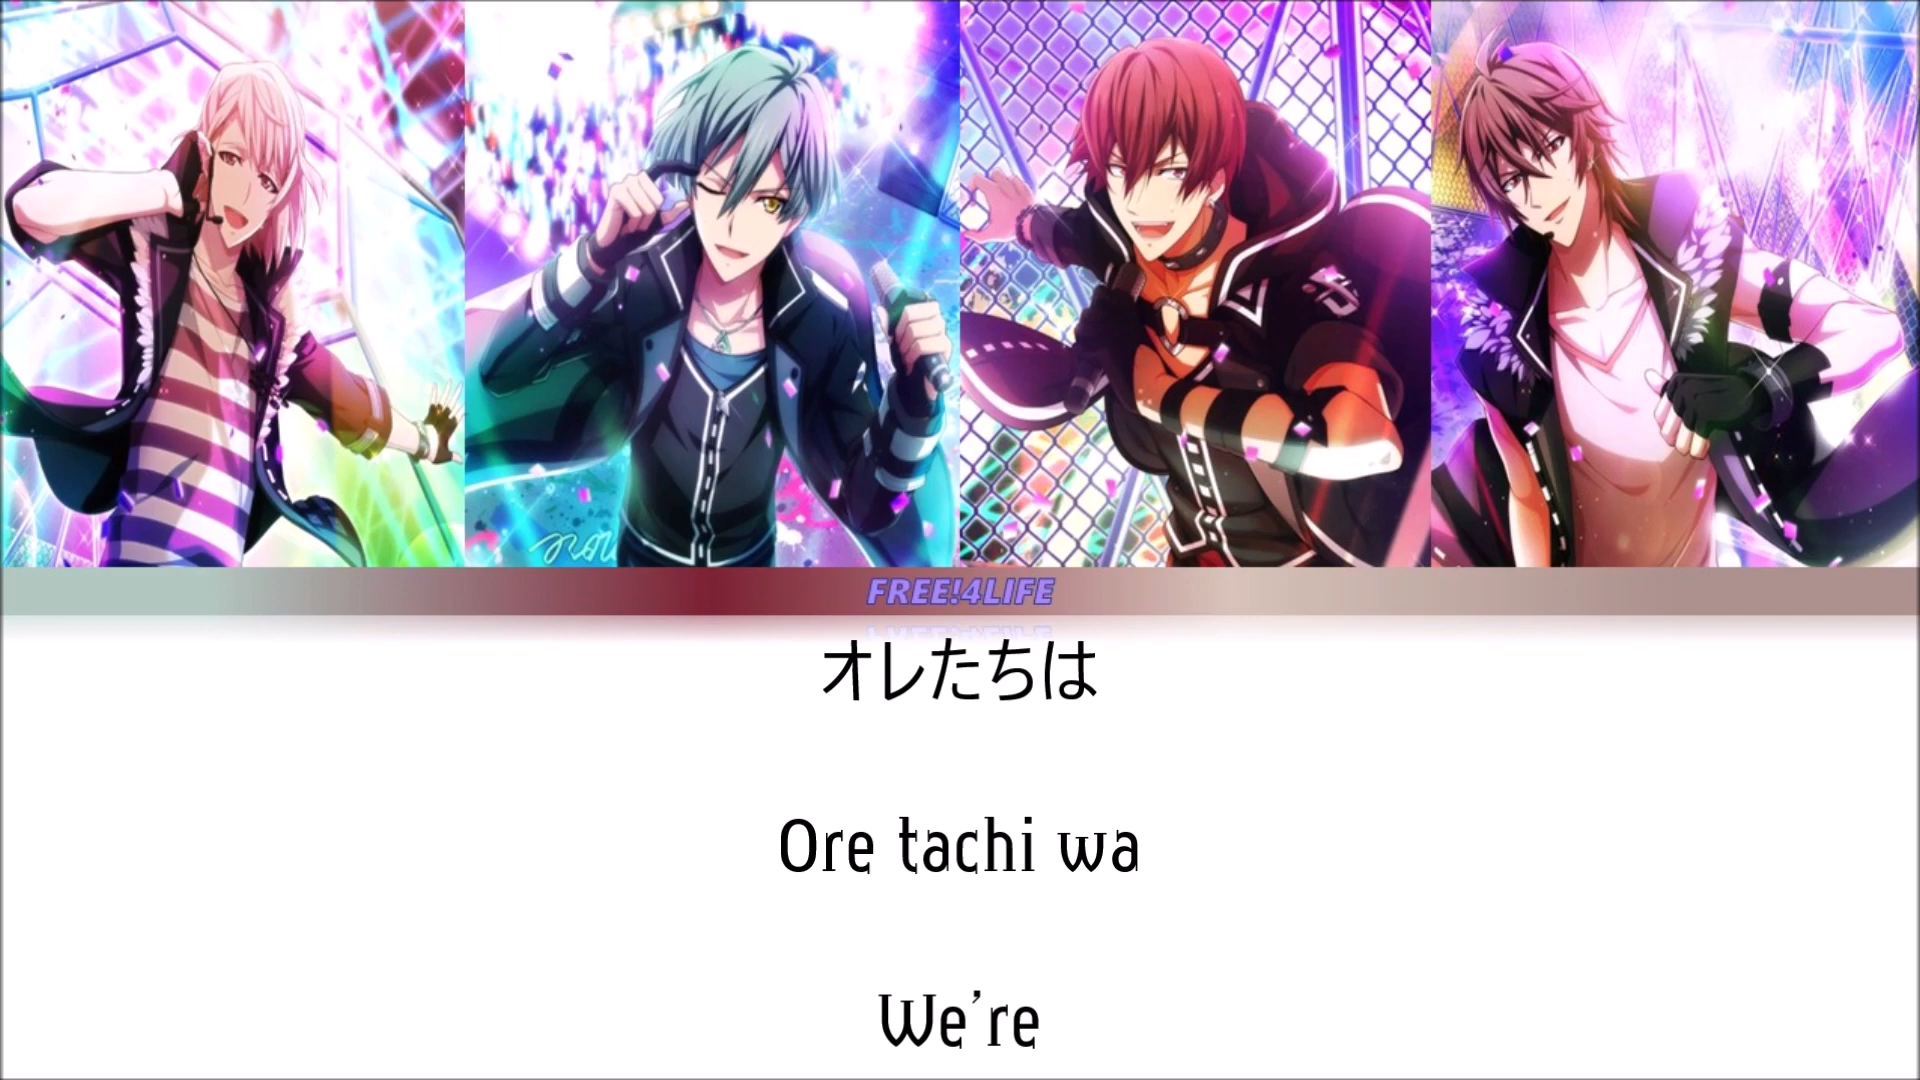 FREE!4LIFE
オレたちは
Ore tachi wa
We're